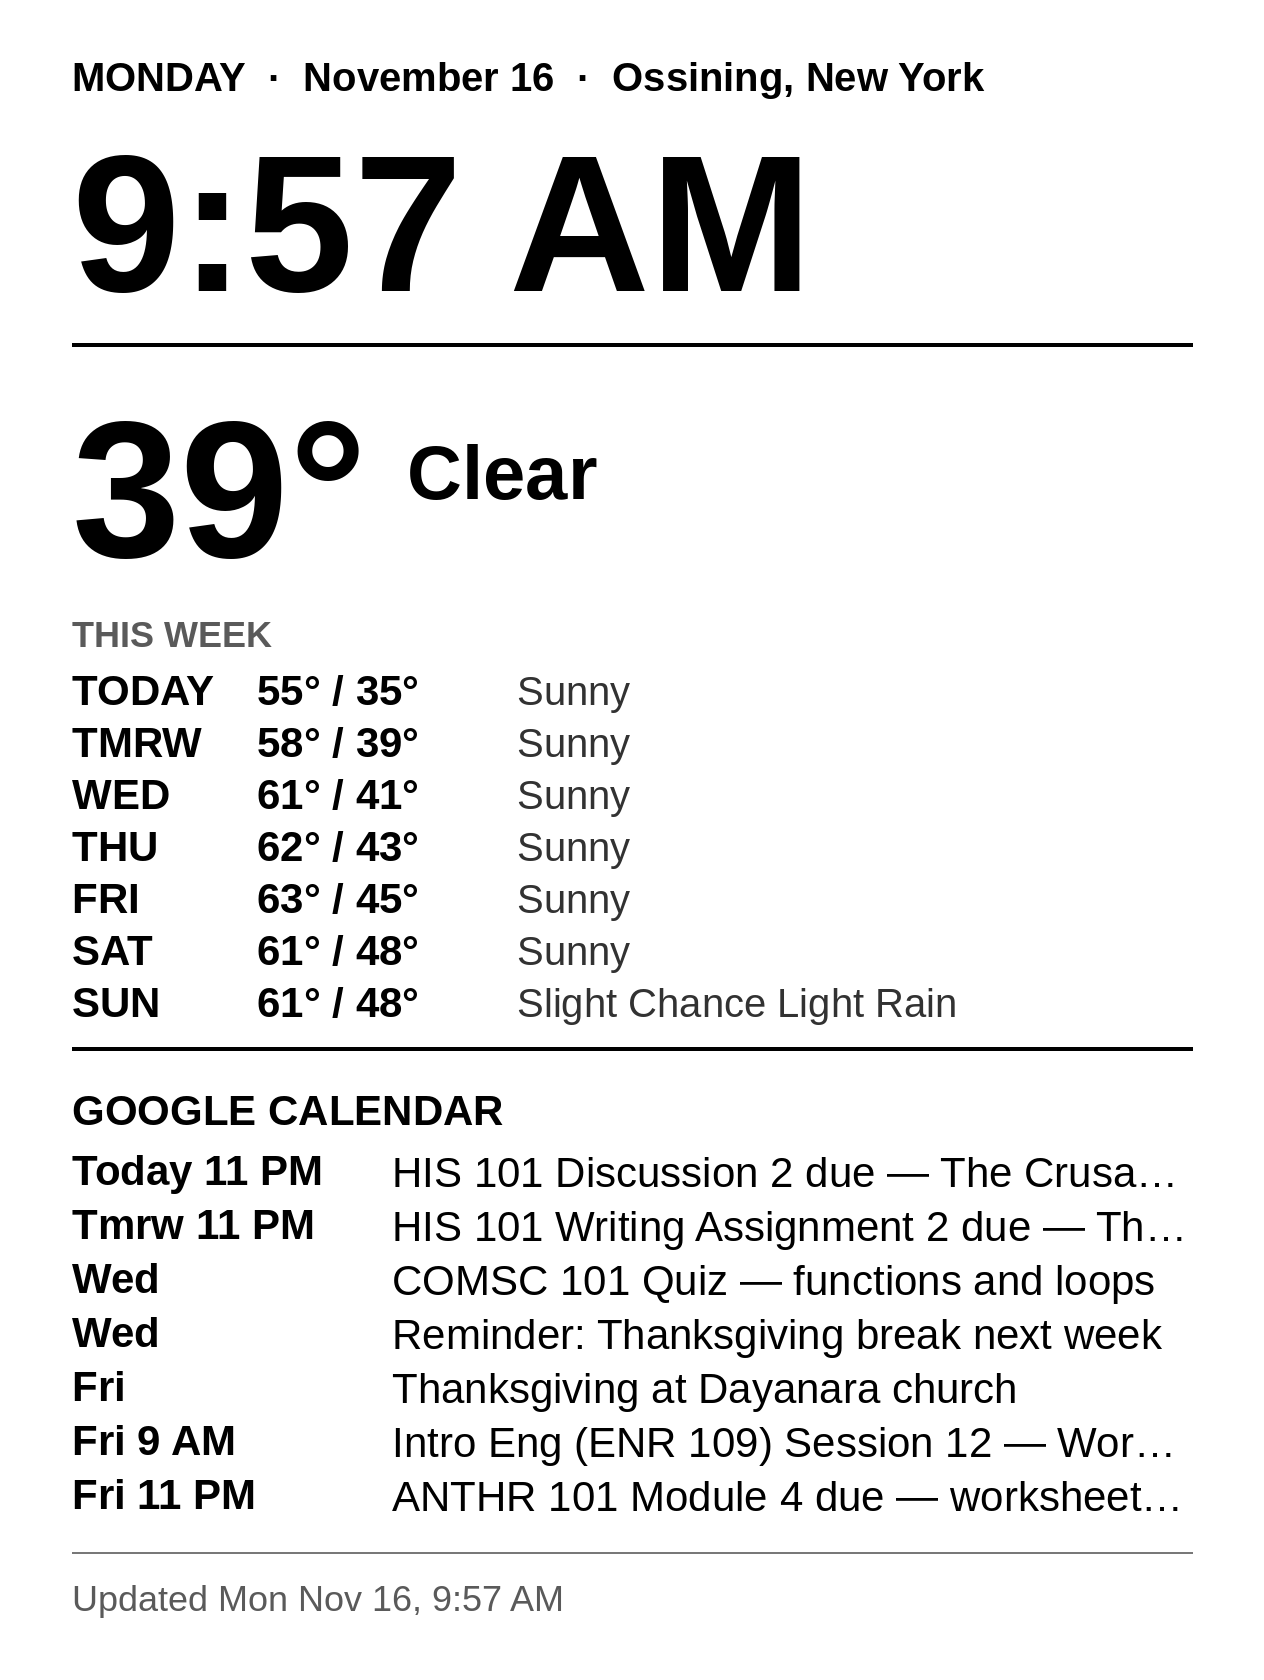 MONDAY · November 16 · Ossining, New York
9:57 AM
39° Clear
THIS WEEK
TODAY 55° / 35° Sunny
TMRW 58° / 39° Sunny
WED 61° / 41° Sunny
THU 62° / 43° Sunny
FRI 63° / 45° Sunny
SAT 61° / 48° Sunny
SUN 61° / 48° Slight Chance Light Rain
GOOGLE CALENDAR
Today 11 PM HIS 101 Discussion 2 due — The Crusa…
Tmrw 11 PM HIS 101 Writing Assignment 2 due — Th…
Wed COMSC 101 Quiz — functions and loops
Wed Reminder: Thanksgiving break next week
Fri Thanksgiving at Dayanara church
Fri 9 AM Intro Eng (ENR 109) Session 12 — Wor…
Fri 11 PM ANTHR 101 Module 4 due — worksheet…
Updated Mon Nov 16, 9:57 AM